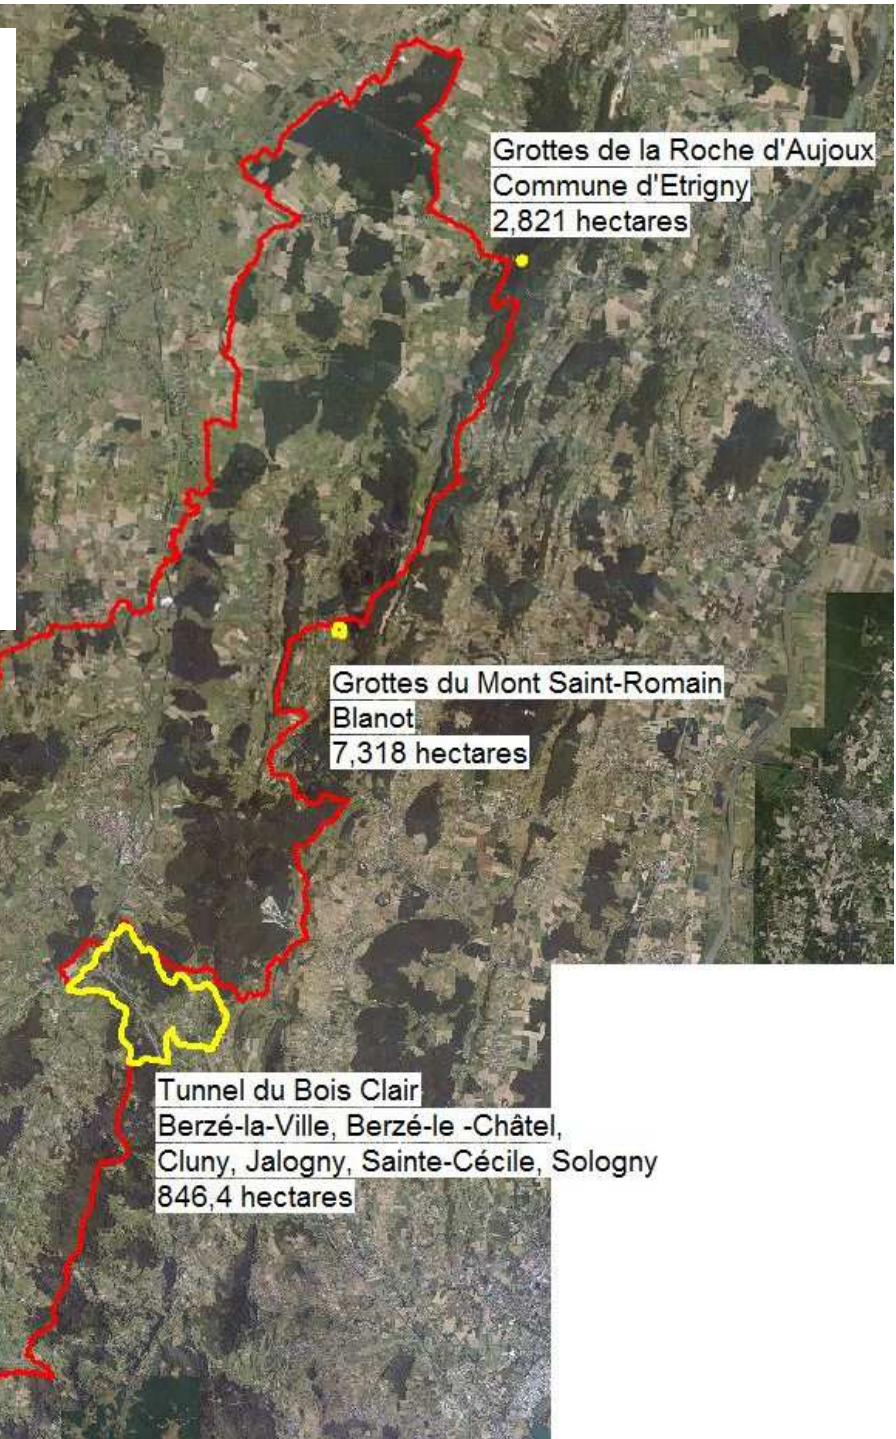 Grottes de la Roche d'Aujoux
Commune d'Etrigny
2,821 hectares
Grottes du Mont Saint-Romain
Blanot
7,318 hectares
Tunnel du Bois Clair
Berzé-la-Ville, Berzé-le -Châtel,
Cluny, Jalogny, Sainte-Cécile, Sologny
846,4 hectares